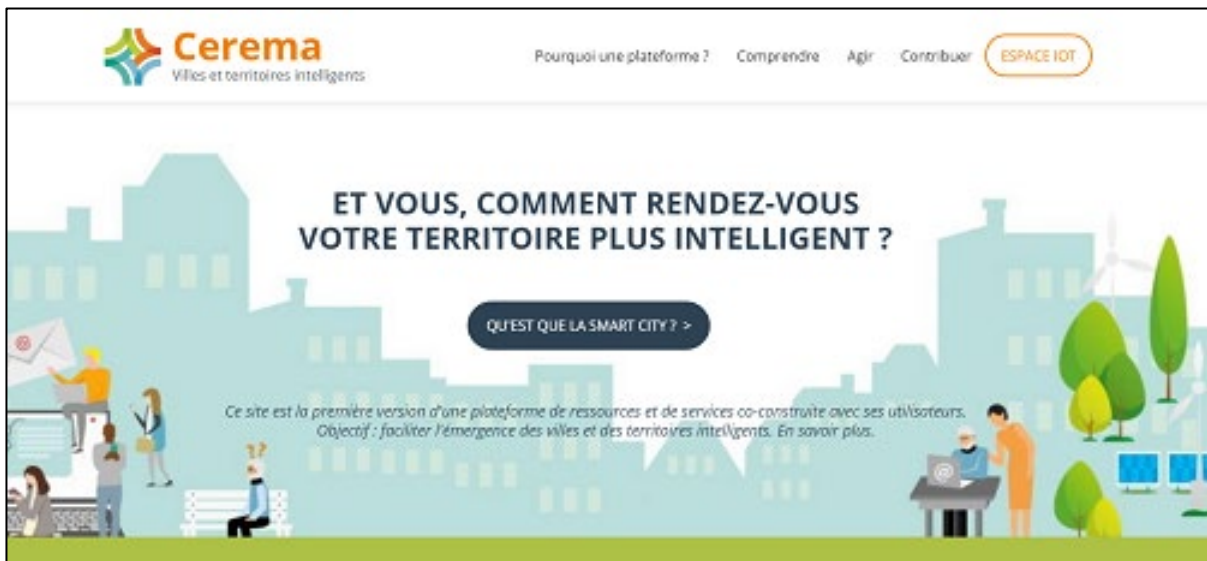 Cerema
Villes et territoires intelligents
Pourquoi une plateforme ? Comprendre Agir Contribuer ESPACE IOT
ET VOUS, COMMENT RENDEZ-VOUS
VOTRE TERRITOIRE PLUS INTELLIGENT ?
QU'EST QUE LA SMART CITY ? >
Ce site est la première version d'une plateforme de ressources et de services co-construite avec ses utilisateurs.
Objectif : faciliter l'émergence des villes et des territoires intelligents. En savoir plus.
@
??
@